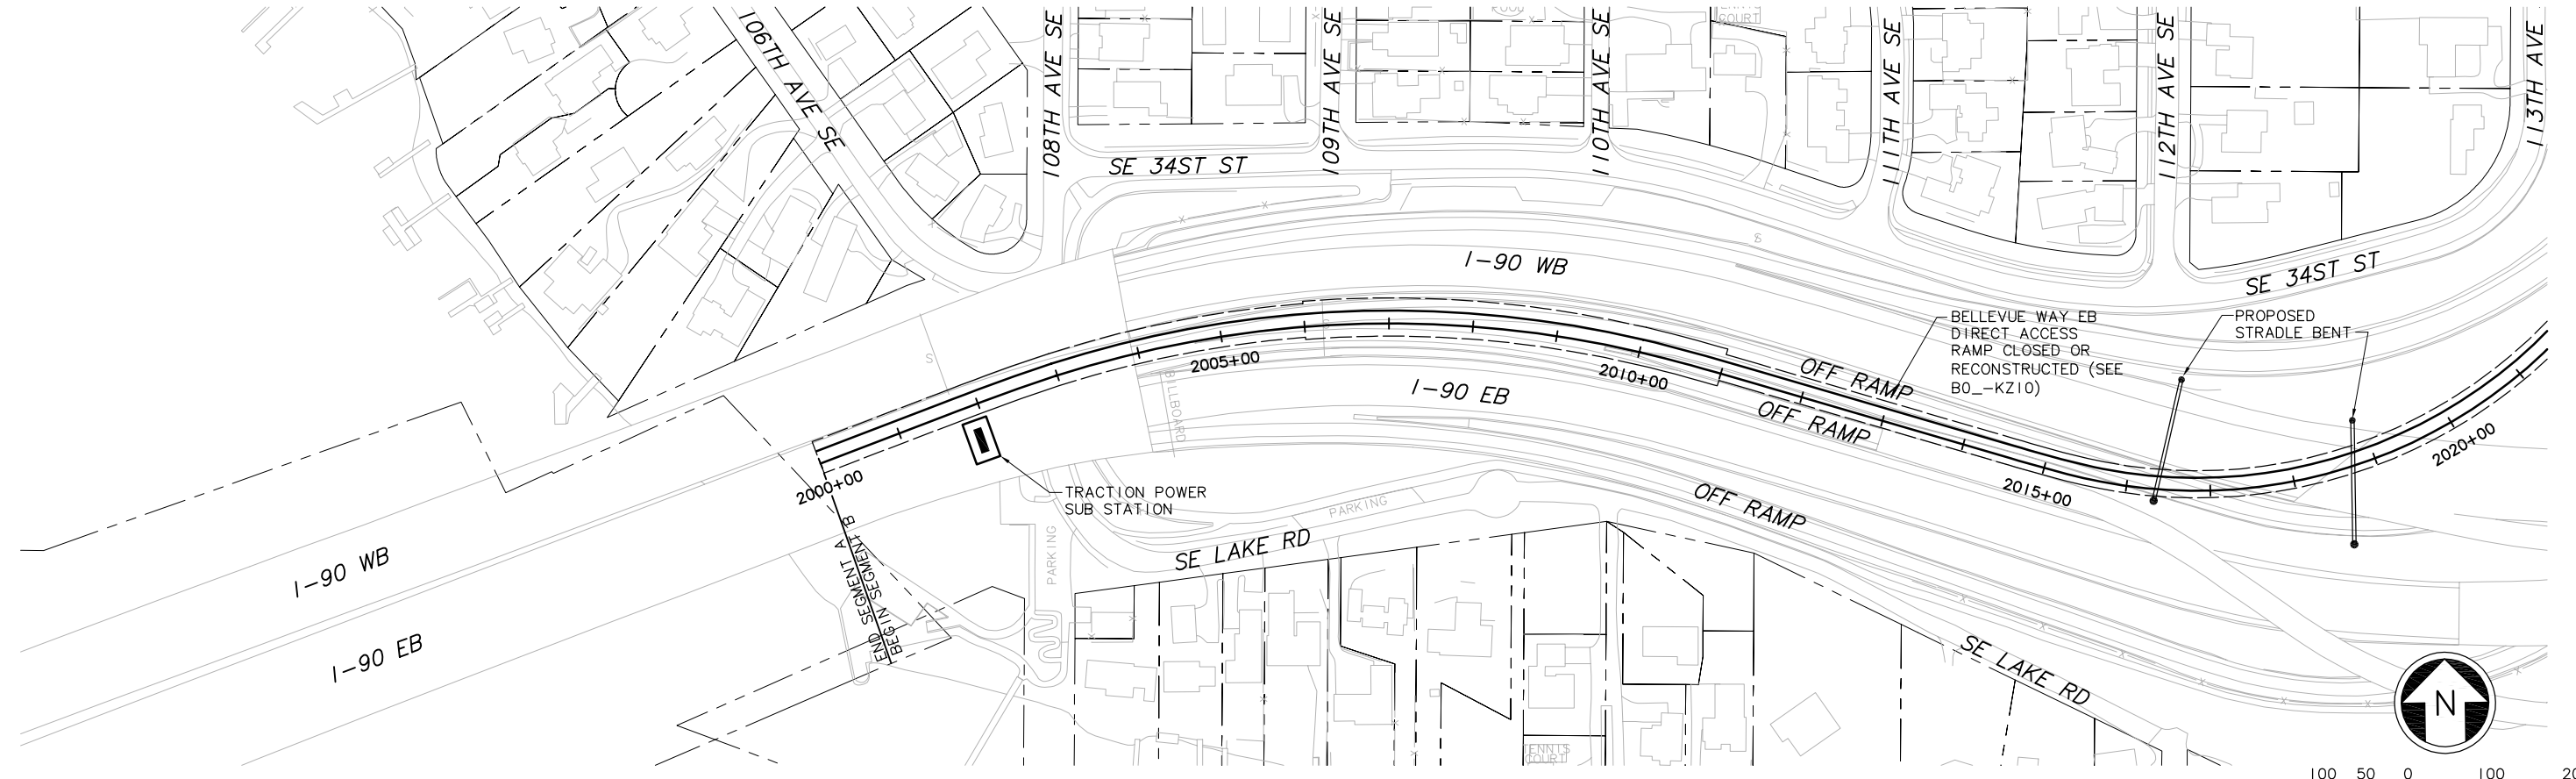 106TH AVE SE
108TH AVE SE
109TH AVE SE
110TH AVE SE
COURT
111TH AVE SE
112TH AVE SE
113TH AVE
SE 34ST ST
S
I-90 WB
SE 34ST ST
BELLEVUE WAY EB
DIRECT ACCESS
RAMP CLOSED OR
RECONSTRUCTED (SEE
B0_-KZ10)
PROPOSED
STRADLE BENT
S
S
2005+00
2010+00
OFF RAMP
OFF RAMP
BILLBOARD
I-90 EB
2020+00
2000+00
TRACTION POWER
SUB STATION
2015+00
PARKING
OFF RAMP
SE LAKE RD
PARKING
I-90 WB
END SEGMENT A
BEGIN SEGMENT B
I-90 EB
SE LAKE RD
N
TENNIS
COURT
100 50 0 100